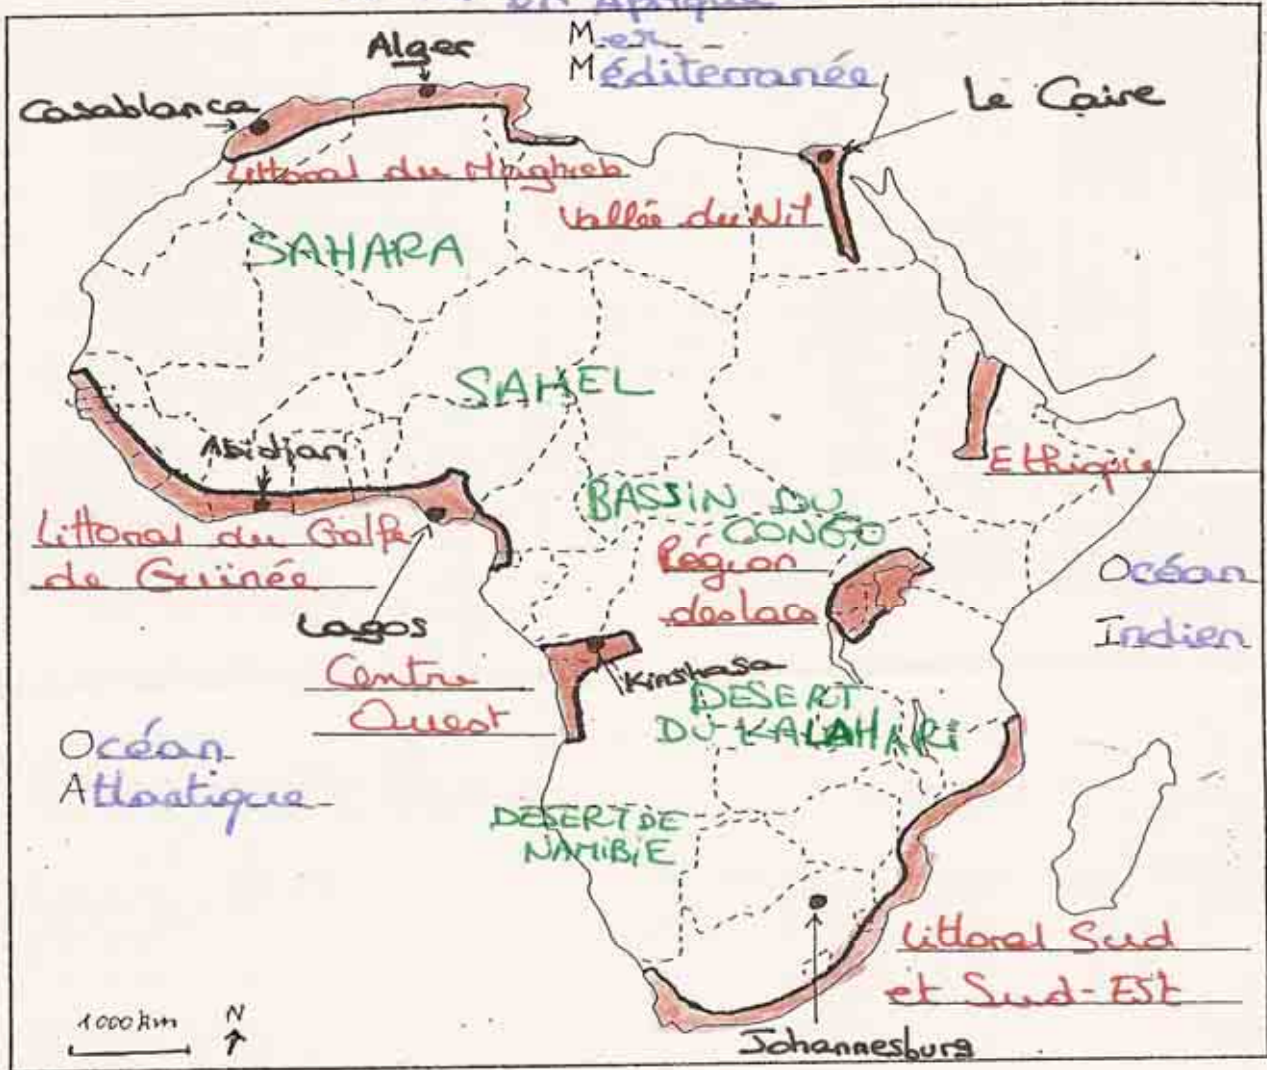 en Afrique
Mer
Méditerranée
Alger
Casablanca
Le Caire
Littoral du Maghreb
Vallée du Nil
SAHARA
SAHEL
Abidjan
Ethiopie
BASSIN DU
CONGO
Littoral du Golfe
de Guinée
Région
des lacs
Océan
Indien
Lagos
Centre
Ouest
Kinshasa
DESERT
DU KALAHARI
Océan
Atlantique
DESERT DE
NAMIBIE
Littoral Sud
et Sud-Est
1000 km
N
Johannesburg